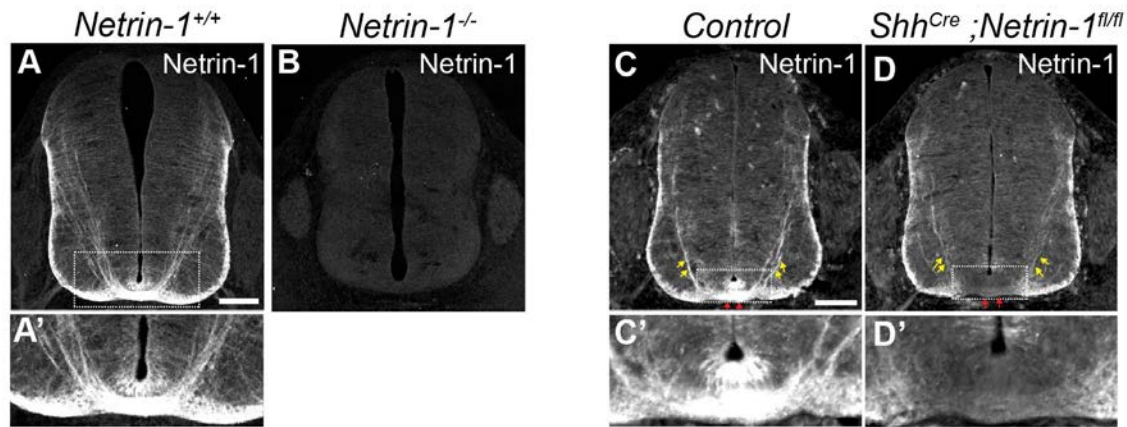 Netrin-1+/+
Netrin-1-/-
Control
ShhCre ;Netrin-1fl/fl
A
Netrin-1
B
Netrin-1
C
Netrin-1
D
Netrin-1
A'
C'
D'